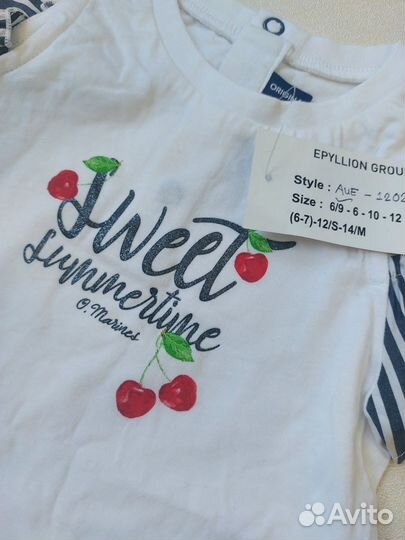 ORIGINAL
EPYLLION GROUP
Style : AUE - 1202
Size : 6/9 - 6 - 10 - 12
(6-7)-12/S-14/M
Sweet
Summertime
O. Marines
Avito